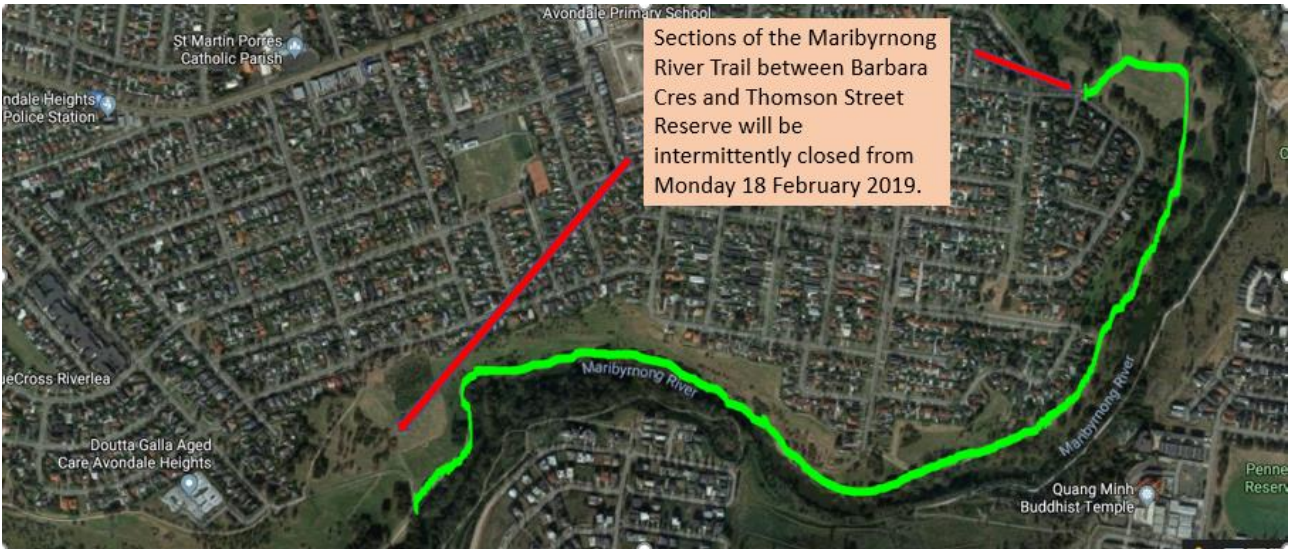 Avondale Primary School
St Martin Porres
Catholic Parish
ndale Heights
Police Station
Sections of the Maribyrnong
River Trail between Barbara
Cres and Thomson Street
Reserve will be
intermittently closed from
Monday 18 February 2019.
ueCross Riverlea
Maribyrnong River
Maribyrnong River
Doutta Galla Aged
Care Avondale Heights
Quang Minh
Buddhist Temple
Penne
Reserv